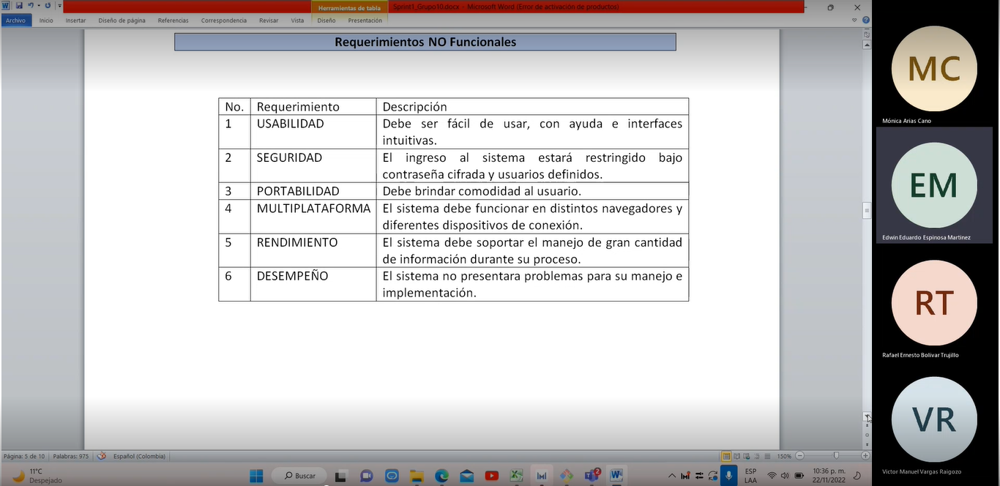 Herramientas de tabla
Sprint1_Grupo10.docx - Microsoft Word (Error de activación de productos)
Archivo Inicio Insertar Diseño de página Referencias Correspondencia Revisar Vista Diseño Presentación
Requerimientos NO Funcionales
No. Requerimiento Descripción
1 USABILIDAD Debe ser fácil de usar, con ayuda e interfaces
intuitivas.
2 SEGURIDAD El ingreso al sistema estará restringido bajo
contraseña cifrada y usuarios definidos.
3 PORTABILIDAD Debe brindar comodidad al usuario.
4 MULTIPLATAFORMA El sistema debe funcionar en distintos navegadores y
diferentes dispositivos de conexión.
5 RENDIMIENTO El sistema debe soportar el manejo de gran cantidad
de información durante su proceso.
6 DESEMPEÑO El sistema no presentara problemas para su manejo e
implementación.
Página: 5 de 10 Palabras: 975 Español (Colombia) 150%
11°C
Despejado
Buscar
2
ESP
LAA
10:36 p. m.
22/11/2022
MC
Mónica Arias Cano
EM
Edwin Eduardo Espinosa Martinez
RT
Rafael Ernesto Bolivar Trujillo
VR
Victor Manuel Vargas Raigozo